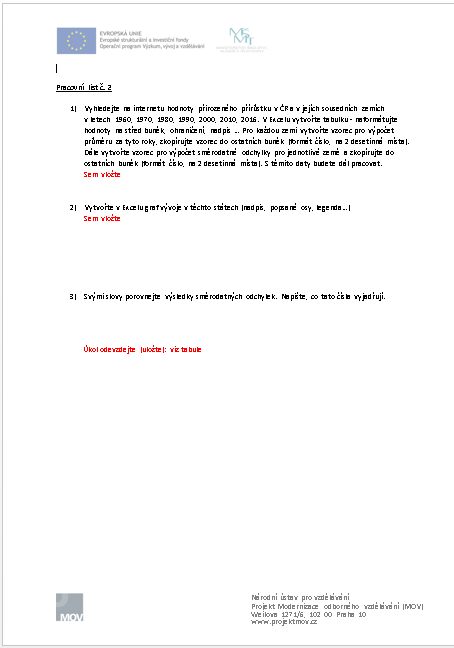 EVROPSKÁ UNIE
Evropské strukturální a investiční fondy
Operační program Výzkum, vývoj a vzdělávání
Pracovní list č. 2
1) Vyhledejte na internetu hodnoty přirozeného přírůstku v ČR a v jejích sousedních zemích
v letech 1960, 1970, 1980, 1990, 2000, 2010, 2016. V Excelu vytvořte tabulku - naformátujte
hodnoty na střed buněk, ohraničení, nadpis ... Pro každou zemi vytvořte vzorec pro výpočet
průměru za tyto roky, zkopírujte vzorec do ostatních buněk (formát číslo, na 2 desetinná místa).
Dále vytvořte vzorec pro výpočet směrodatné odchylky pro jednotlivé země a zkopírujte do
ostatních buněk (formát číslo, na 2 desetinná místa). S těmito daty budete dál pracovat.
Sem vložte
2) Vytvořte v Excelu graf vývoje v těchto státech (nadpis, popsané osy, legenda...)
Sem vložte
3) Svými slovy porovnejte výsledky směrodatných odchylek. Napište, co tato čísla vyjadřují.
Úkol odevzdejte (uložte): viz tabule
MOV
Národní ústav pro vzdělávání
Projekt Modernizace odborného vzdělávání (MOV)
Weilova 1271/6, 102 00 Praha 10
www.projektmov.cz